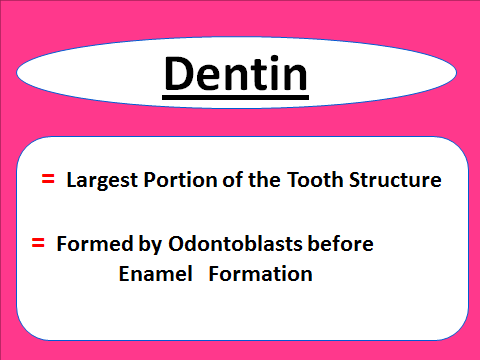 Dentin
= Largest Portion of the Tooth Structure
= Formed by Odontoblasts before
Enamel Formation